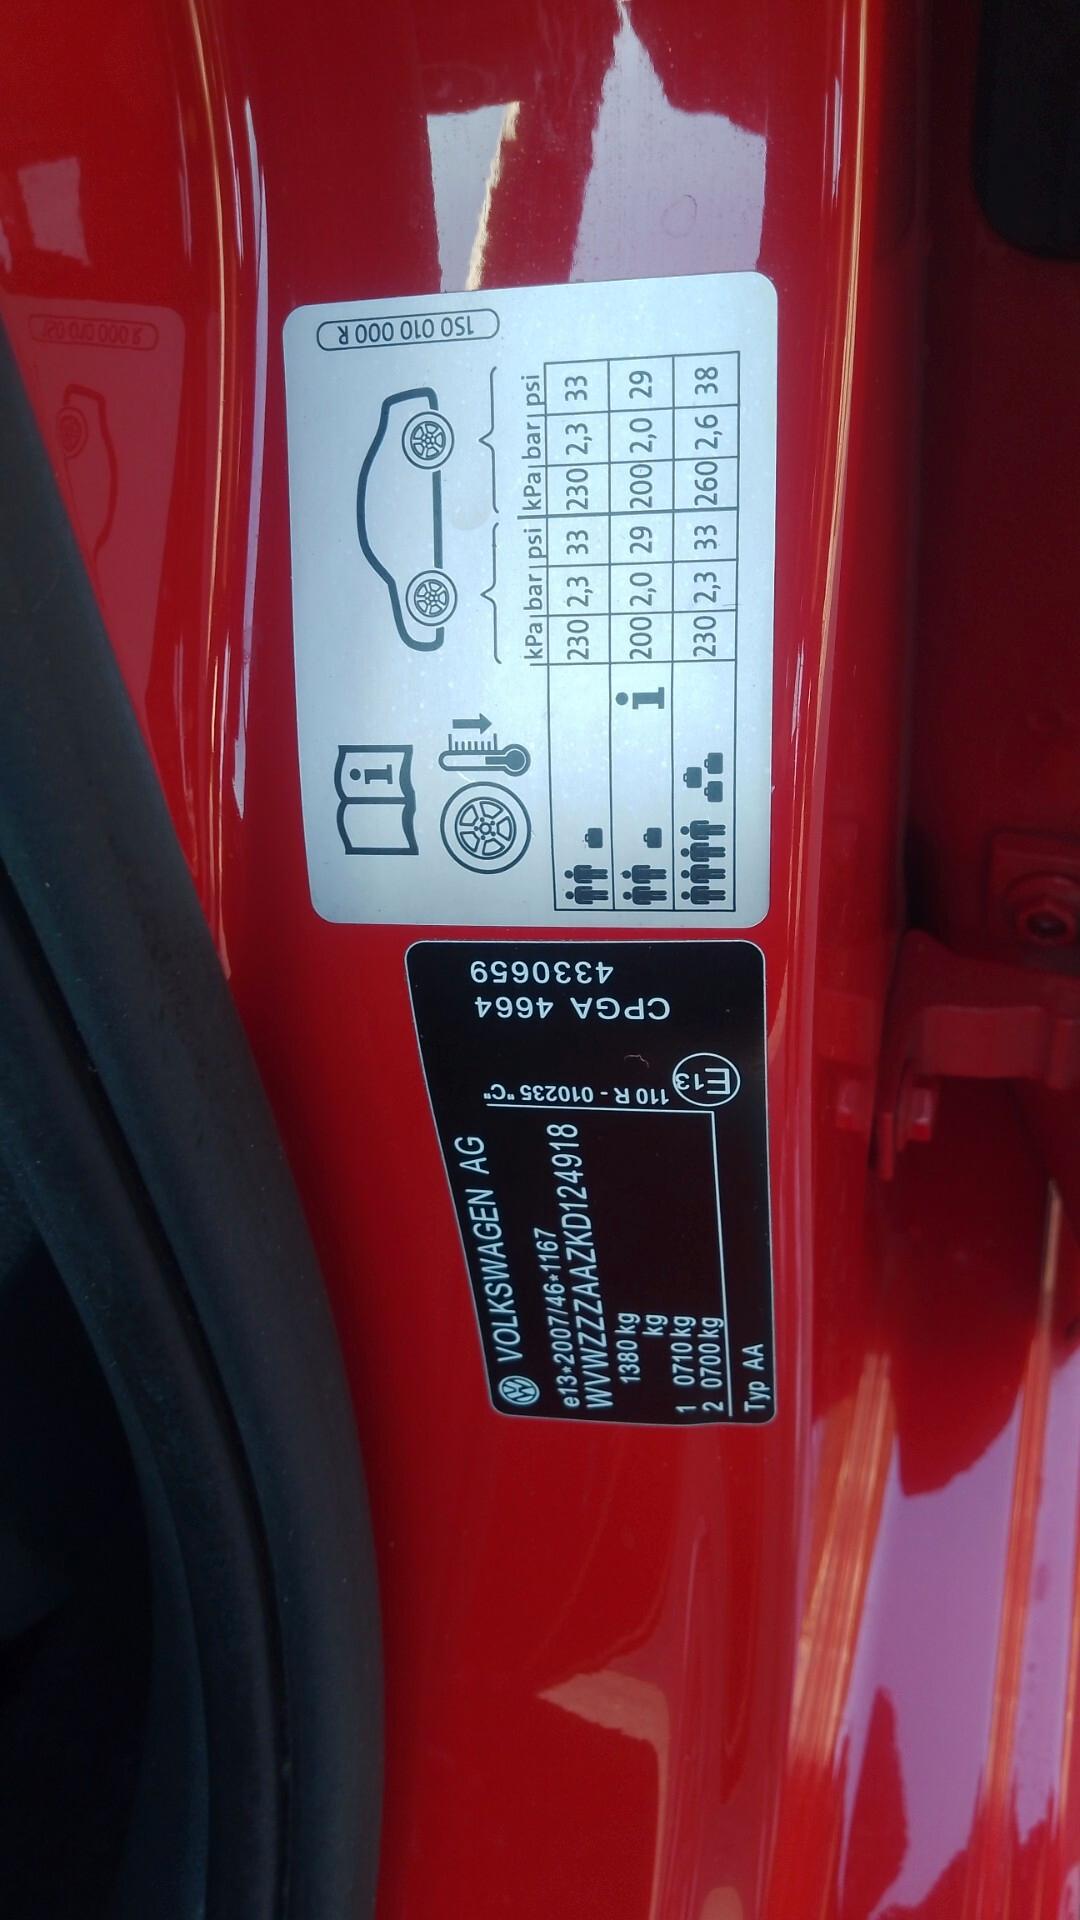 1S0 010 000 R
kPa bar psi kPa bar psi
230 2,3 33 230 2,3 33
i 200 2,0 29 200 2,0 29
230 2,3 33 260 2,6 38
i
VOLKSWAGEN AG
e13*2007/46*1167
WVWZZZAAZKD124918
1380 kg
kg
1 0710 kg
2 0700 kg
Typ AA
E13
110 R - 010235 "C"
CPGA 4664
4330659